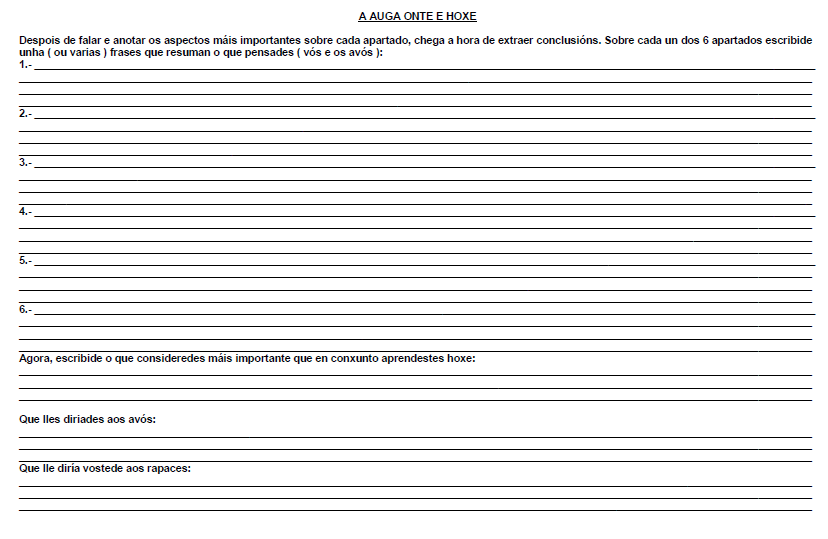 A AUGA ONTE E HOXE
Despois de falar e anotar os aspectos máis importantes sobre cada apartado, chega a hora de extraer conclusións. Sobre cada un dos 6 apartados escribide
unha ( ou varias ) frases que resuman o que pensades ( vós e os avós ):
1.-
2.-
3.-
4.-
5.-
6.-
Agora, escribide o que consideredes máis importante que en conxunto aprendestes hoxe:
Que lles diriades aos avós:
Que lle diría vostede aos rapaces: